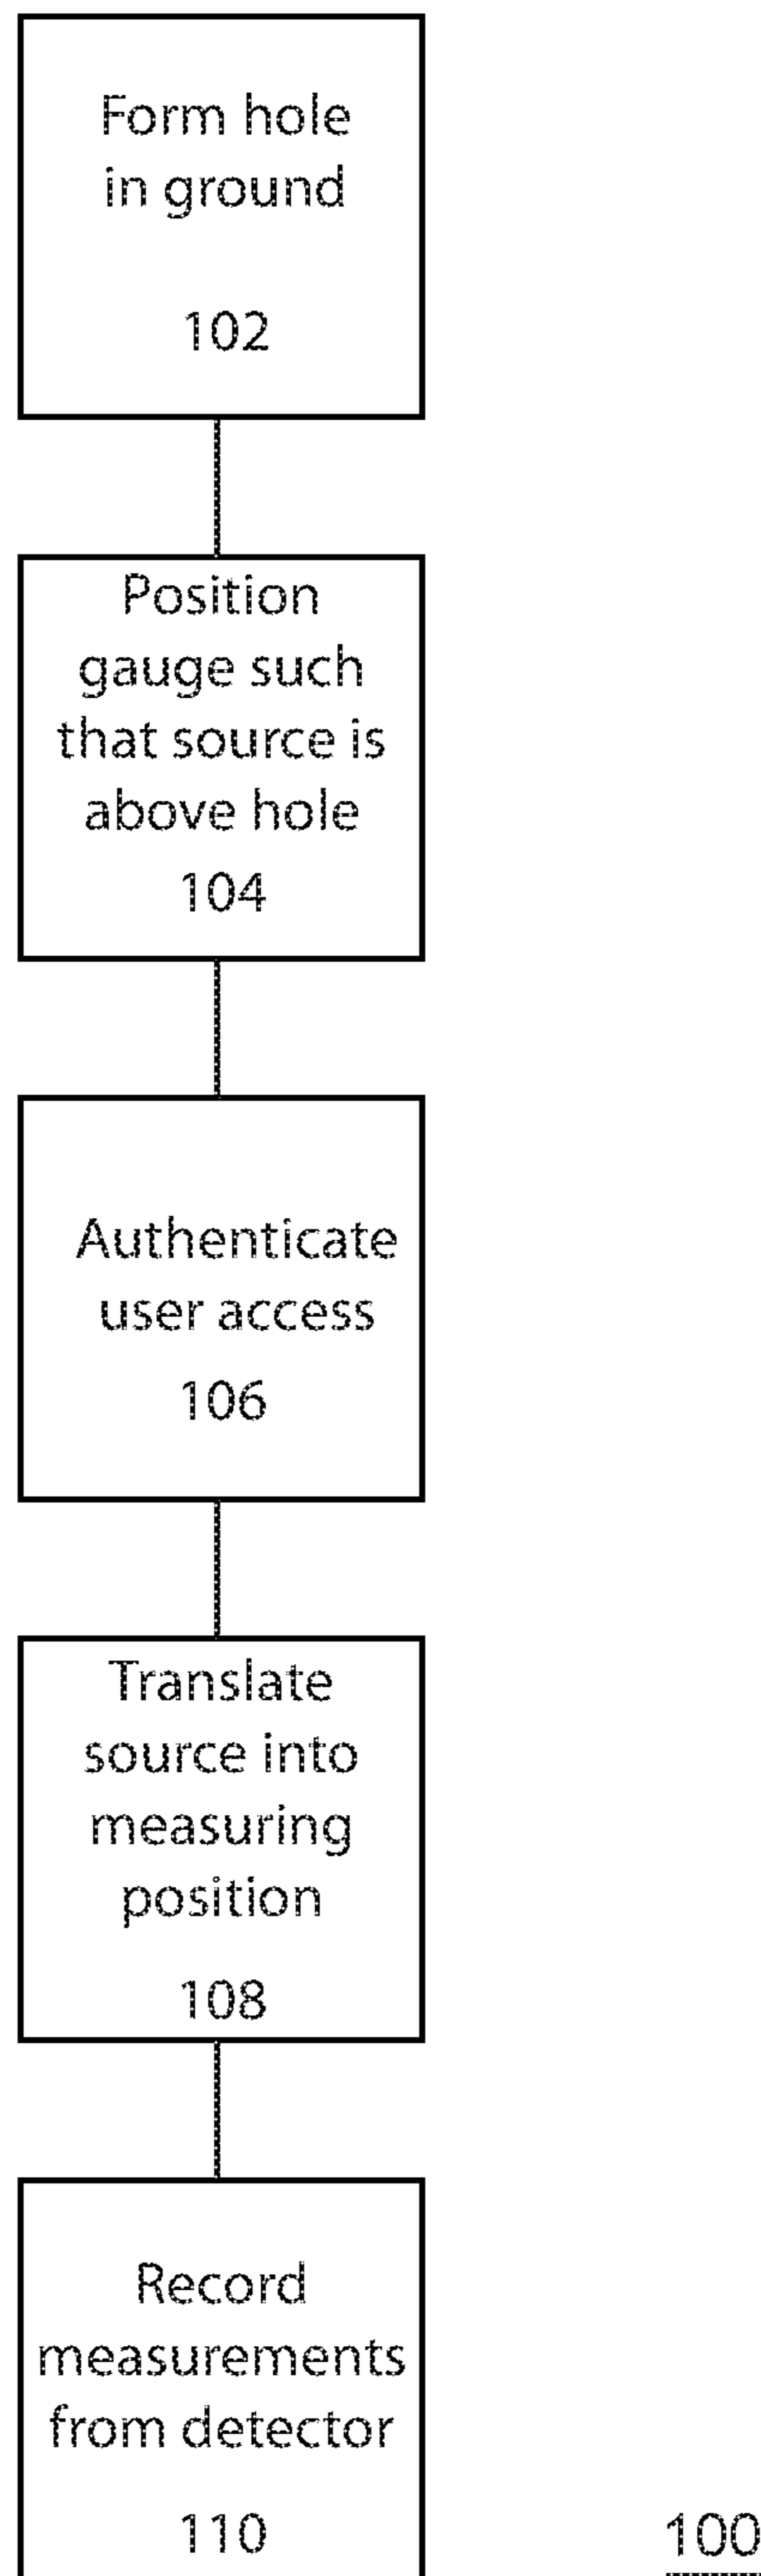 Form hole
in ground
102
Position
gauge such
that source is
above hole
104
Authenticate
user access
106
Translate
source into
measuring
position
108
Record
measurements
from detector
110
100